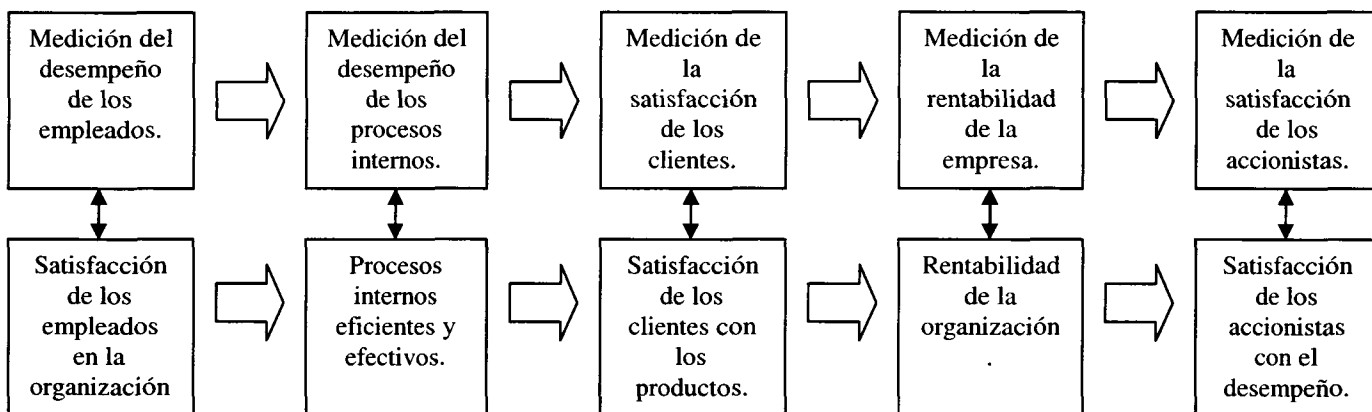 Medición del
desempeño
de los
empleados.
Medición del
desempeño
de los
procesos
internos.
Medición de
la
satisfacción
de los
clientes.
Medición de
la
rentabilidad
de la
empresa.
Medición de
la
satisfacción
de los
accionistas.
Satisfacción
de los
empleados
en la
organización
Procesos
internos
eficientes y
efectivos.
Satisfacción
de los
clientes con
los
productos.
Rentabilidad
de la
organización
.
Satisfacción
de los
accionistas
con el
desempeño.